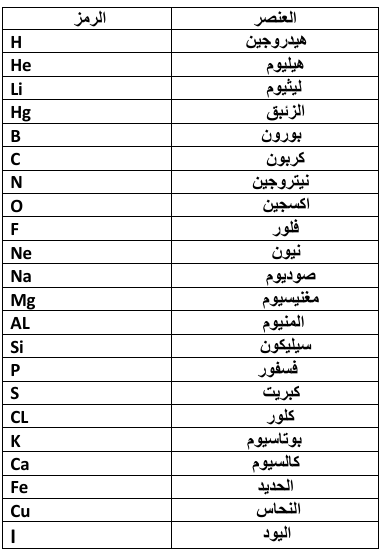 العنصر الرمز
هيدروجين H
هيليوم He
ليثيوم Li
الزئبق Hg
بورون B
كربون C
نيتروجين N
اكسجين O
فلور F
نيون Ne
صوديوم Na
مغنيسيوم Mg
المنيوم AL
سيليكون Si
فسفور P
كبريت S
كلور CL
بوتاسيوم K
كالسيوم Ca
الحديد Fe
النحاس Cu
اليود I